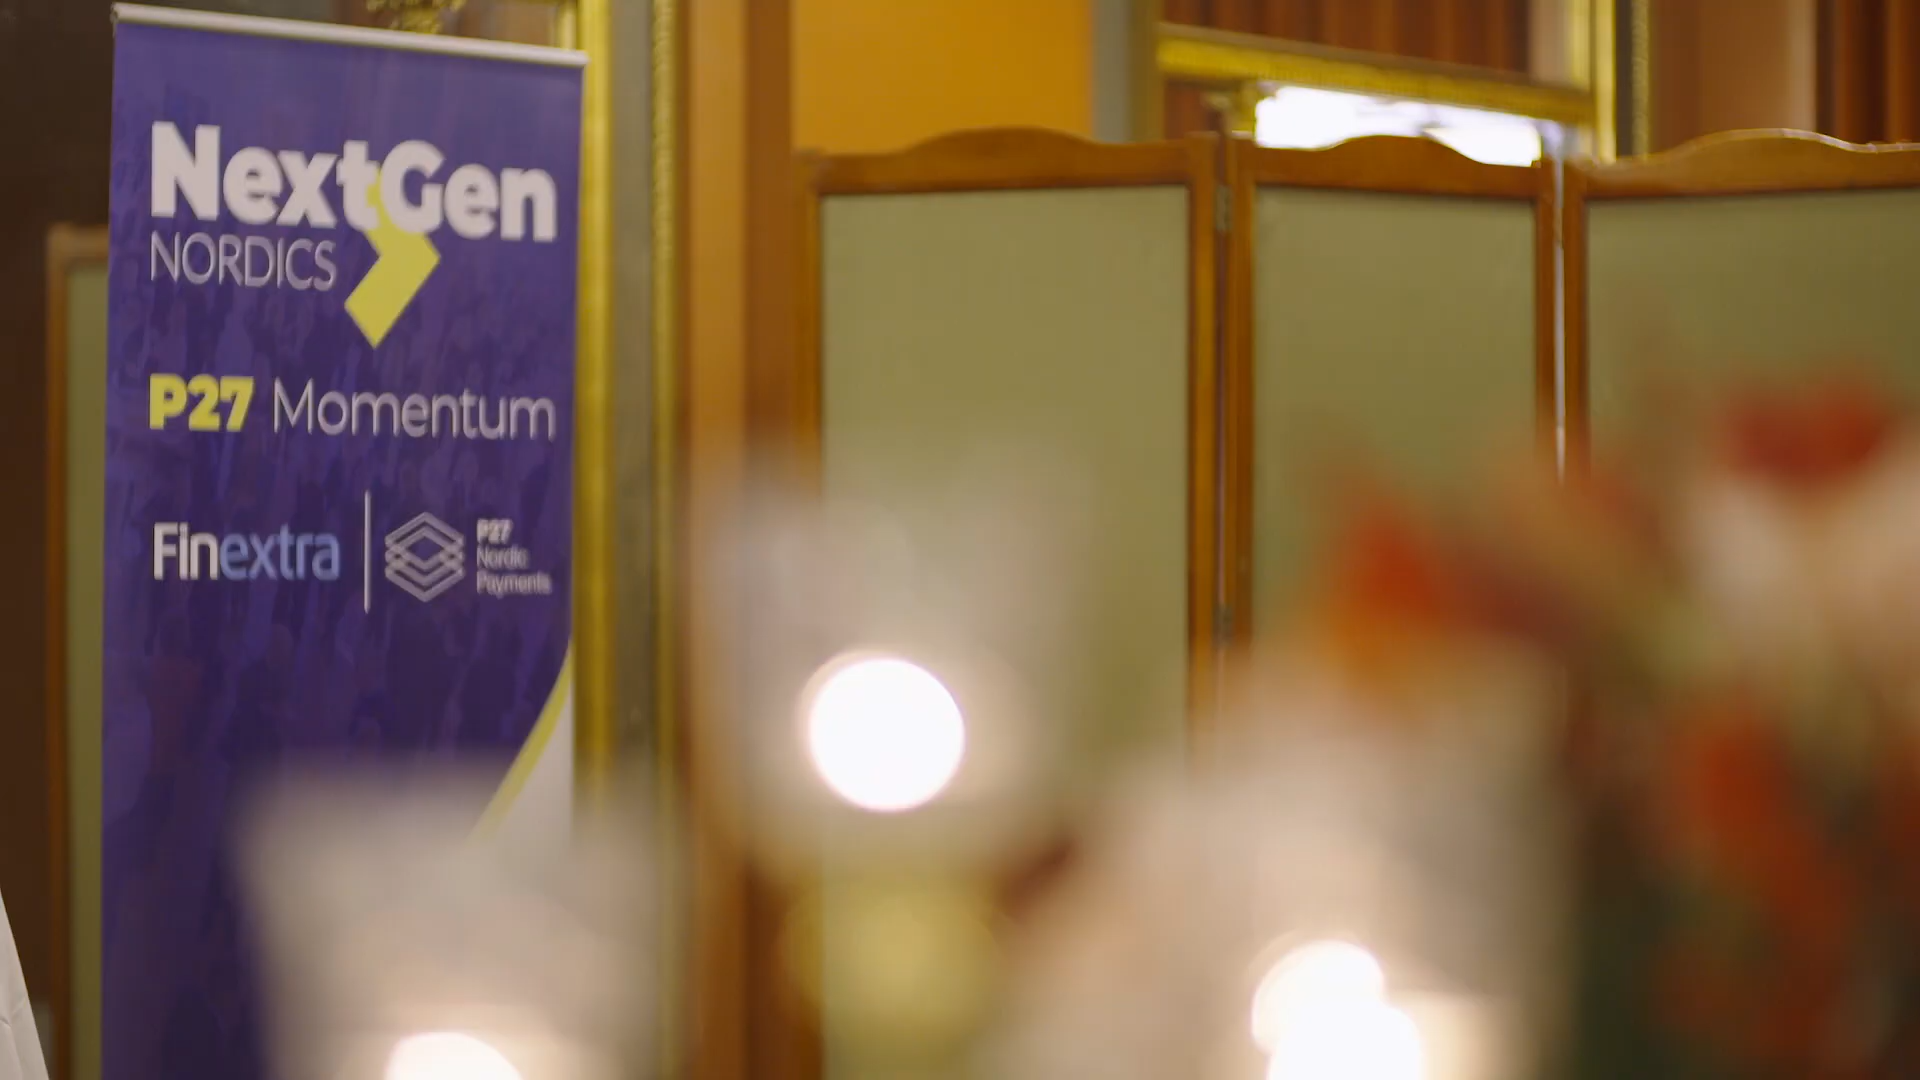 NextGen
NORDICS
P27 Momentum
Finextra
P27
Nordic
Payments